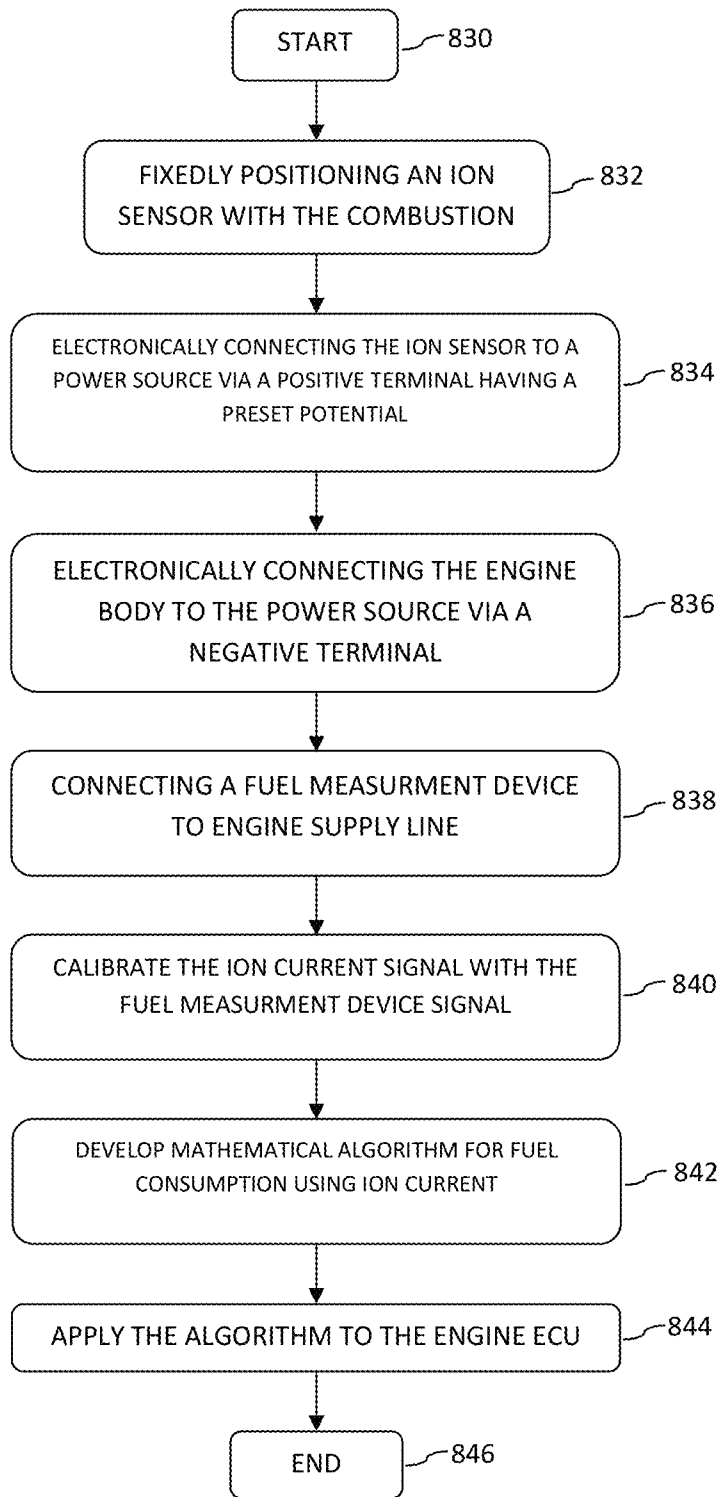 START
830
FIXEDLY POSITIONING AN ION
SENSOR WITH THE COMBUSTION
832
ELECTRONICALLY CONNECTING THE ION SENSOR TO A
POWER SOURCE VIA A POSITIVE TERMINAL HAVING A
PRESET POTENTIAL
834
ELECTRONICALLY CONNECTING THE ENGINE
BODY TO THE POWER SOURCE VIA A
NEGATIVE TERMINAL
836
CONNECTING A FUEL MEASURMENT DEVICE
TO ENGINE SUPPLY LINE
838
CALIBRATE THE ION CURRENT SIGNAL WITH THE
FUEL MEASURMENT DEVICE SIGNAL
840
DEVELOP MATHEMATICAL ALGORITHM FOR FUEL
CONSUMPTION USING ION CURRENT
842
APPLY THE ALGORITHM TO THE ENGINE ECU
844
END
846